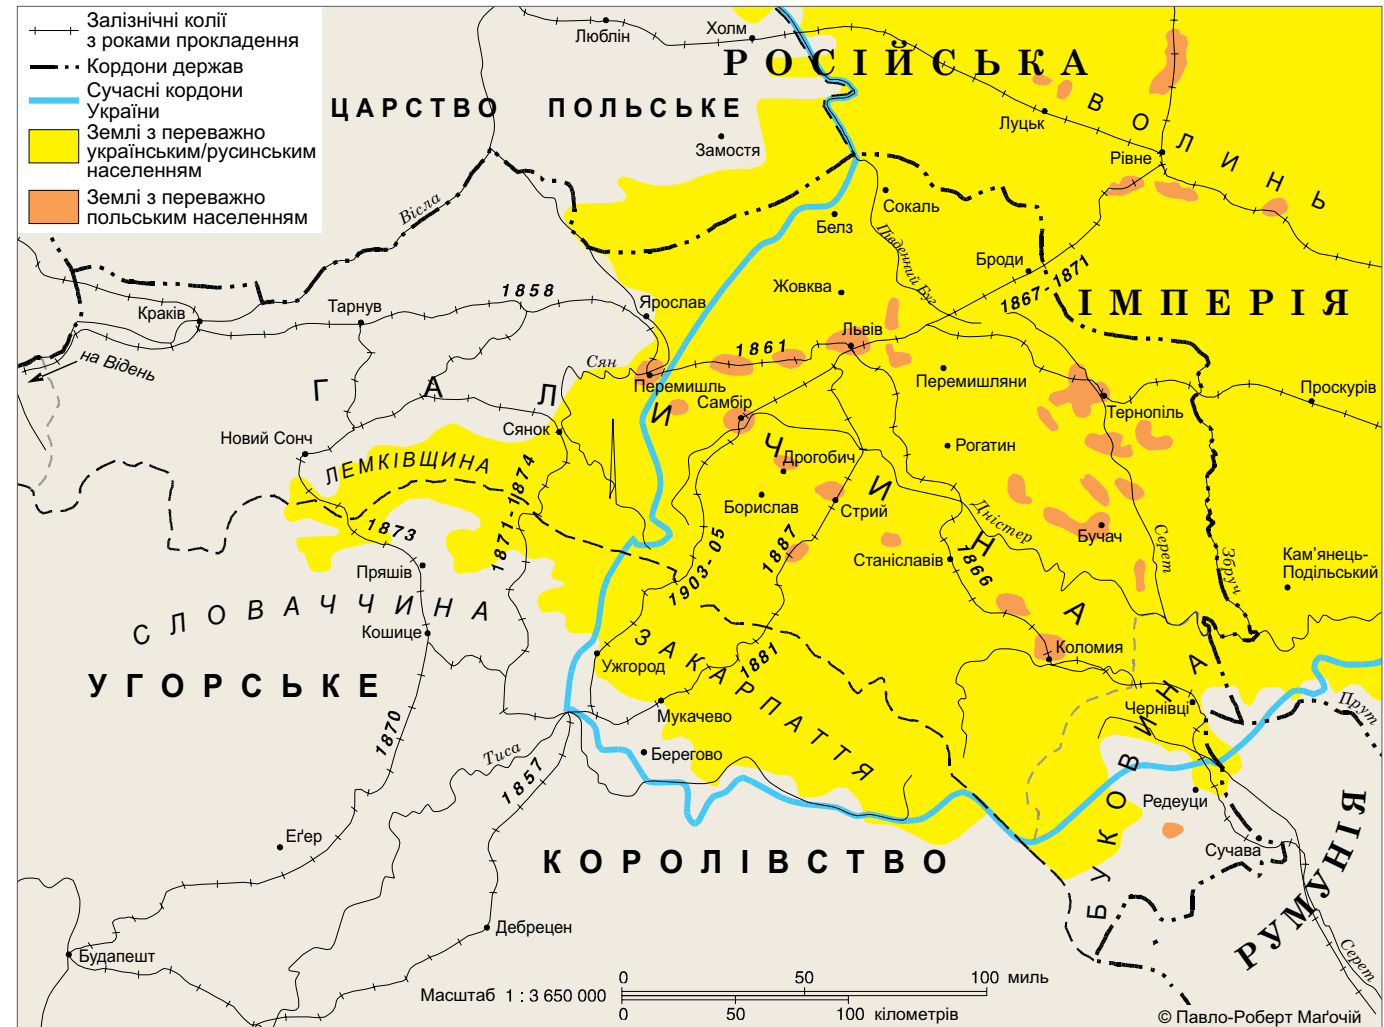 Залізничні колії
з роками прокладення
Кордони держав
Сучасні кордони
України
Землі з переважно
українським/русинським
населенням
Землі з переважно
польським населенням
Люблін
Холм
РОСІЙСЬКА
ЦАРСТВО ПОЛЬСЬКЕ
Замостя
Луцьк
ВОЛИНЬ
Рівне
Вісла
Сокаль
Белз
Південний Буг
Броди
1867-1871
ІМПЕРІЯ
Жовква
1858
Ярослав
Тарнув
Краків
на Відень
Львів
1861
Сян
Перемишль
Перемишляни
Проскурів
Тернопіль
ГАЛИЧИНА
Самбір
Сянок
Новий Сонч
ЛЕМКІВЩИНА
Рогатин
Дрогобич
Борислав
Стрий
1871-1874
1873
1903-05
1887
Дністер
Бучач
Серет
Збруч
Станіславів
1866
Кам’янець-
Подільський
Пряшів
СЛОВАЧЧИНА
Кошице
УГОРСЬКЕ
Ужгород
ЗАКАРПАТТЯ
1881
Коломия
Чернівці
Прут
Мукачево
Берегово
1870
Тиса
1857
БУКОВИНА
Редеуци
Сучава
РУМУНІЯ
Еґер
КОРОЛІВСТВО
Дебрецен
Будапешт
Серет
0 50 100 миль
Масштаб 1 : 3 650 000
0 50 100 кілометрів
© Павло-Роберт Маґочій